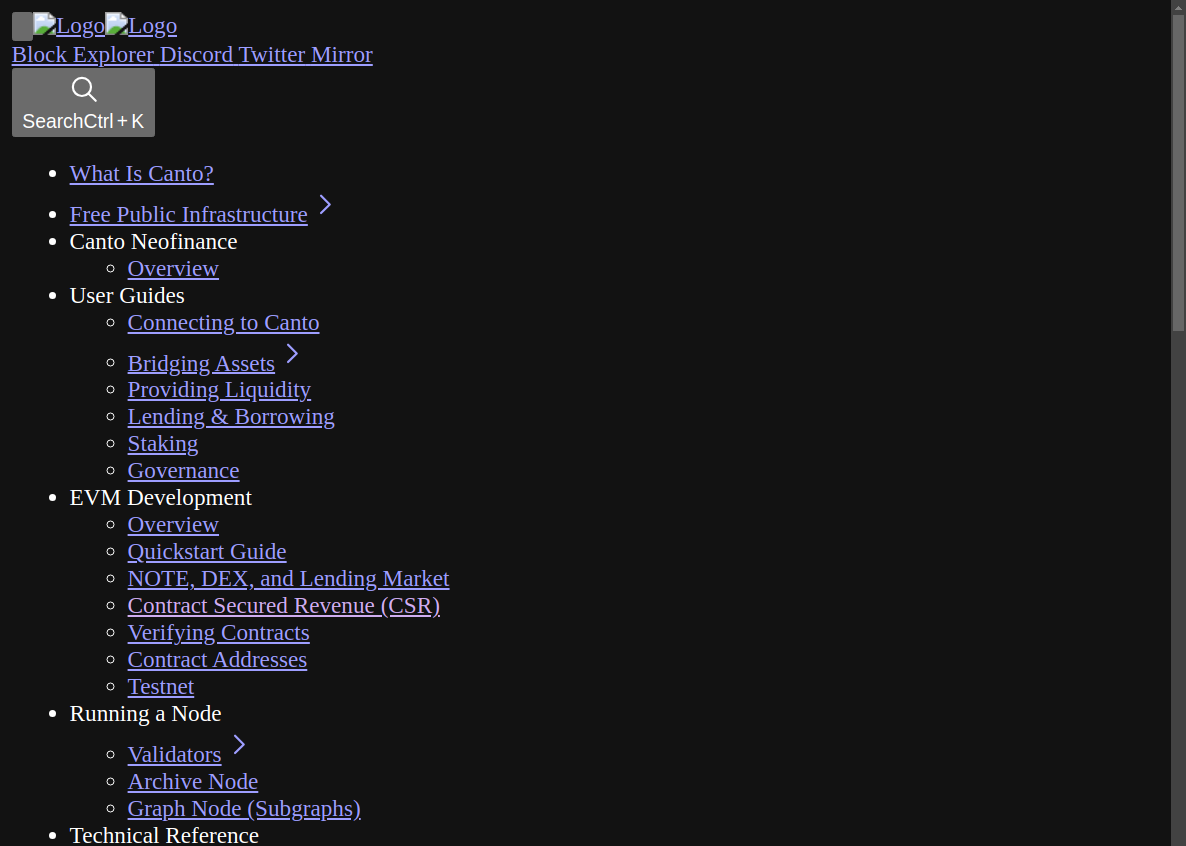 LogoLogo
Block Explorer Discord Twitter Mirror
SearchCtrl + K
What Is Canto?
Free Public Infrastructure
Canto Neofinance
Overview
User Guides
Connecting to Canto
Bridging Assets
Providing Liquidity
Lending & Borrowing
Staking
Governance
EVM Development
Overview
Quickstart Guide
NOTE, DEX, and Lending Market
Contract Secured Revenue (CSR)
Verifying Contracts
Contract Addresses
Testnet
Running a Node
Validators
Archive Node
Graph Node (Subgraphs)
Technical Reference